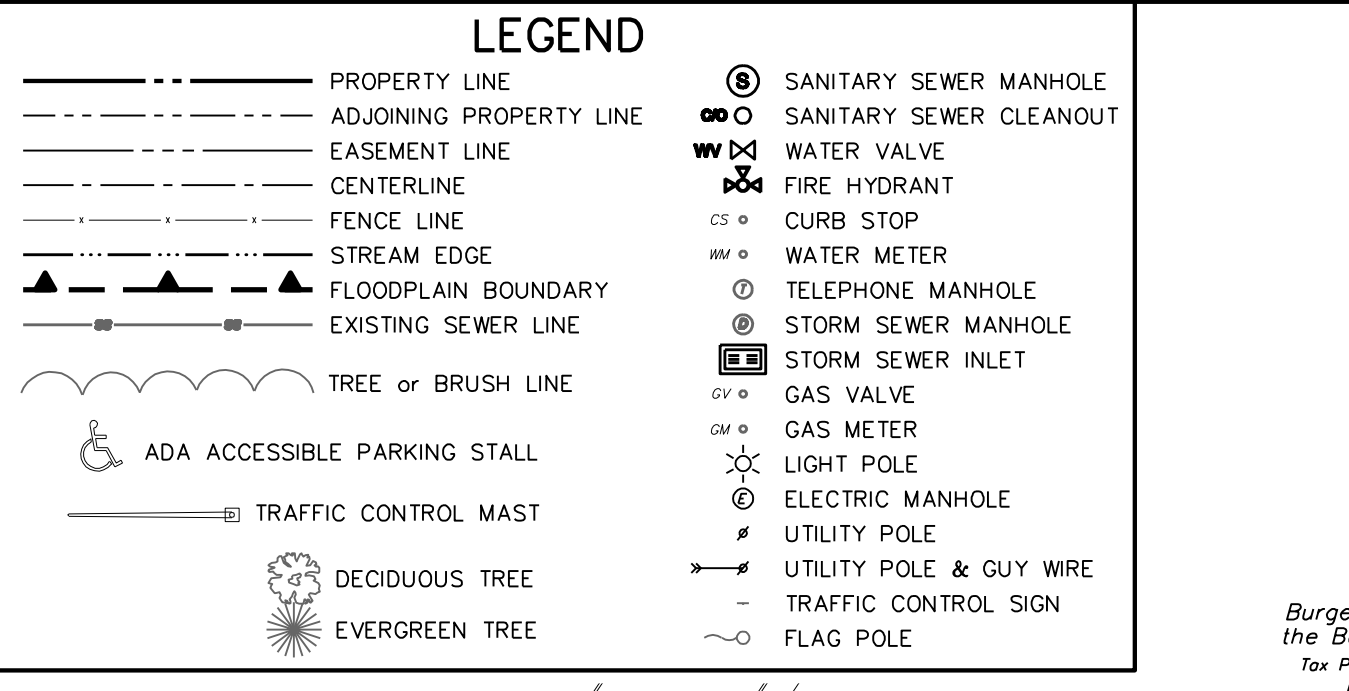 LEGEND
PROPERTY LINE
ADJOINING PROPERTY LINE
EASEMENT LINE
CENTERLINE
x x x FENCE LINE
STREAM EDGE
FLOODPLAIN BOUNDARY
EXISTING SEWER LINE
TREE or BRUSH LINE
ADA ACCESSIBLE PARKING STALL
TRAFFIC CONTROL MAST
DECIDUOUS TREE
EVERGREEN TREE
S SANITARY SEWER MANHOLE
C/O SANITARY SEWER CLEANOUT
WV WATER VALVE
FIRE HYDRANT
CS CURB STOP
WM WATER METER
T TELEPHONE MANHOLE
D STORM SEWER MANHOLE
STORM SEWER INLET
GV GAS VALVE
GM GAS METER
LIGHT POLE
E ELECTRIC MANHOLE
UTILITY POLE
UTILITY POLE & GUY WIRE
TRAFFIC CONTROL SIGN
FLAG POLE
Burge
the B
Tax P